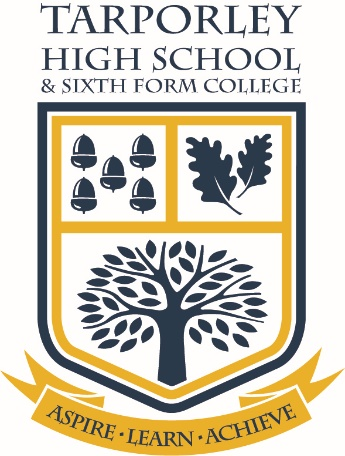 TARPORLEY
HIGH SCHOOL
& SIXTH FORM COLLEGE
ASPIRE · LEARN · ACHIEVE